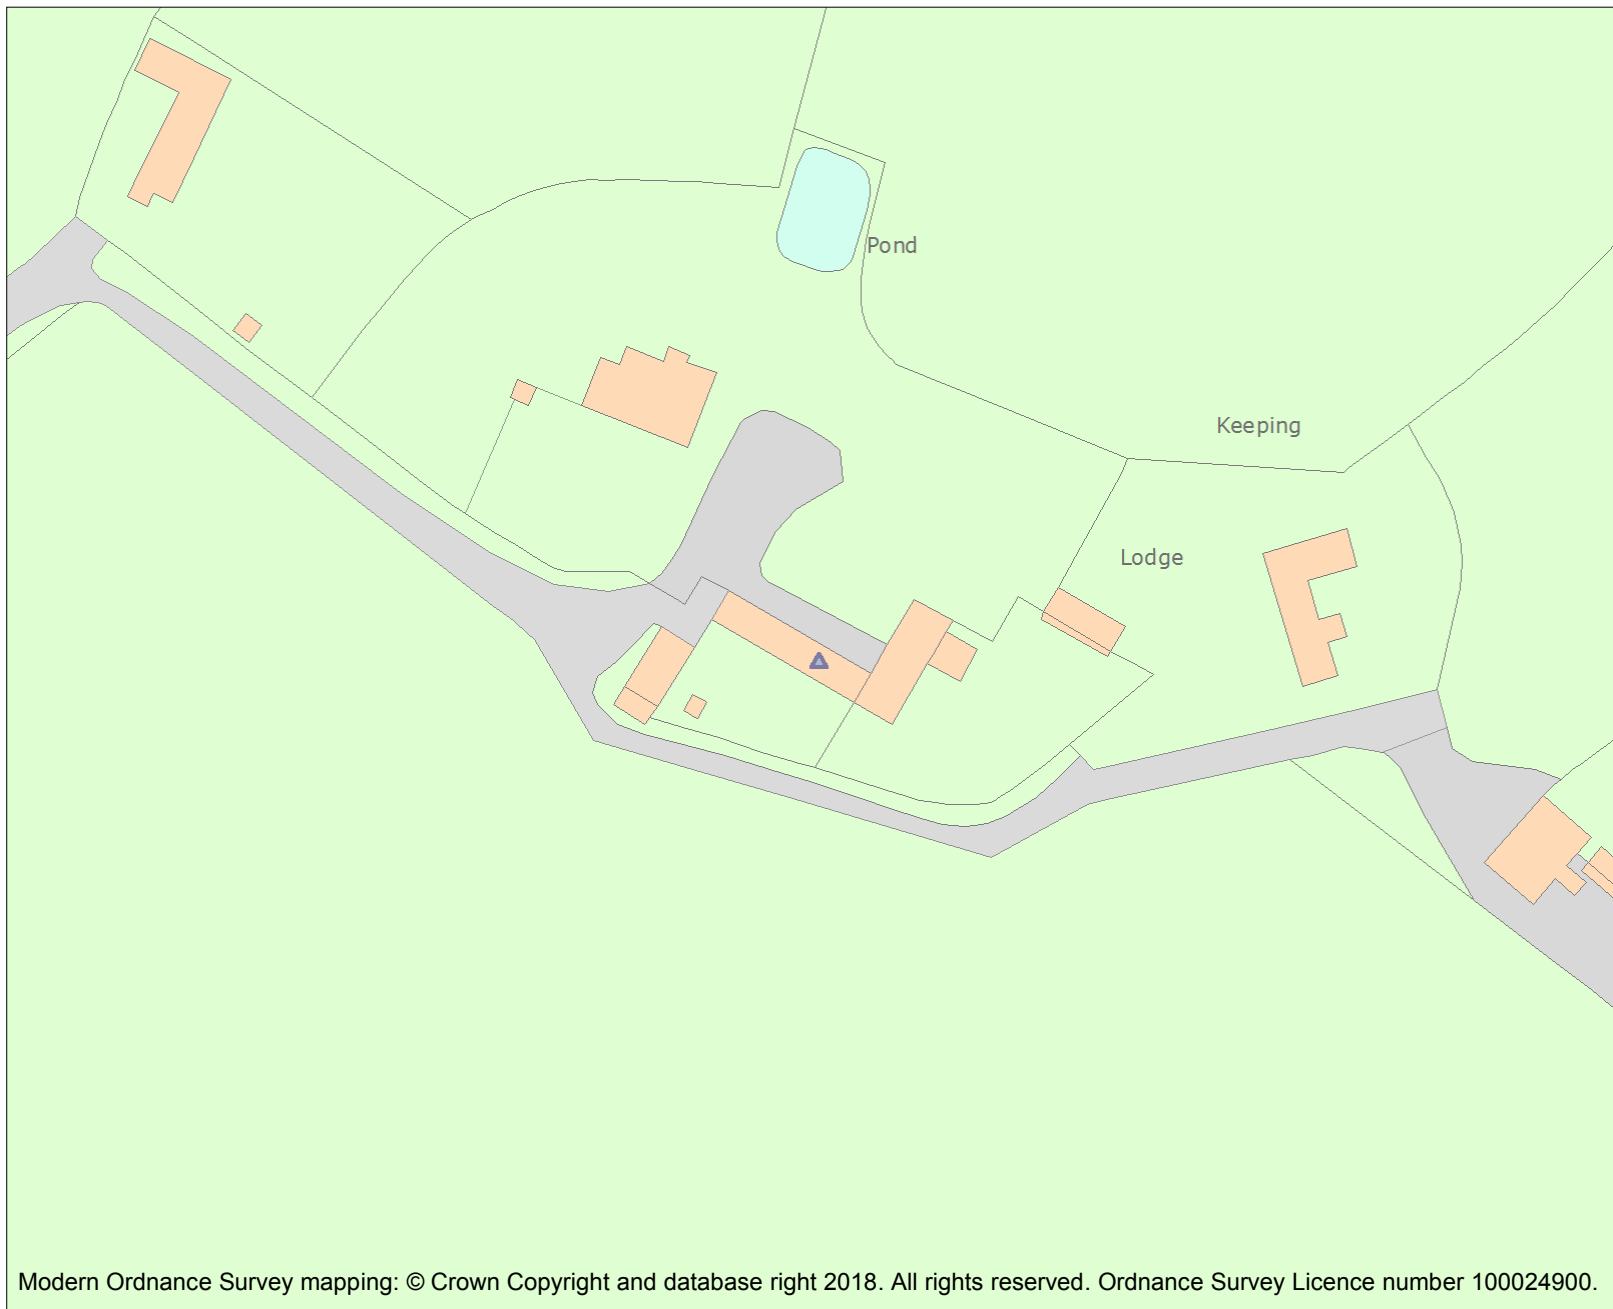 Pond
Keeping
Lodge
Modern Ordnance Survey mapping: © Crown Copyright and database right 2018. All rights reserved. Ordnance Survey Licence number 100024900.